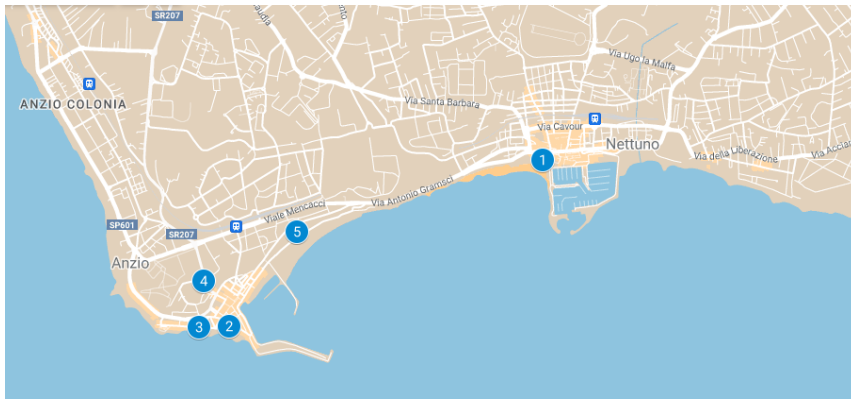 SR207
Via Ugo la Malfa
ANZIO COLONIA
Via Santa Barbara
Via Cavour
Nettuno
1
Via della Liberazione
Via Acciar
Via Antonio Gramsci
Viale Mencacci
SP601
SR207
5
Anzio
4
3
2